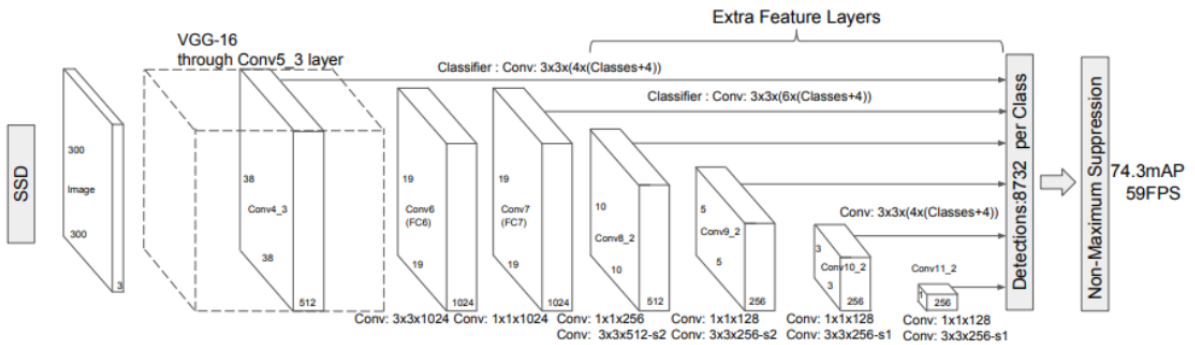 Extra Feature Layers
VGG-16
through Conv5_3 layer
Classifier : Conv: 3x3x(4x(Classes+4))
Classifier : Conv: 3x3x(6x(Classes+4))
SSD
300
Image
300
3
38
Conv4_3
38
512
19
Conv6
(FC6)
19
1024
19
Conv7
(FC7)
19
1024
10
Conv8_2
10
512
5
Conv9_2
5
256
Conv: 3x3x(4x(Classes+4))
3
Conv10_2
3
256
Conv11_2
1
256
Detections:8732 per Class
Non-Maximum Suppression
74.3mAP
59FPS
Conv: 3x3x1024
Conv: 1x1x1024
Conv: 1x1x256
Conv: 3x3x512-s2
Conv: 1x1x128
Conv: 3x3x256-s2
Conv: 1x1x128
Conv: 3x3x256-s1
Conv: 1x1x128
Conv: 3x3x256-s1